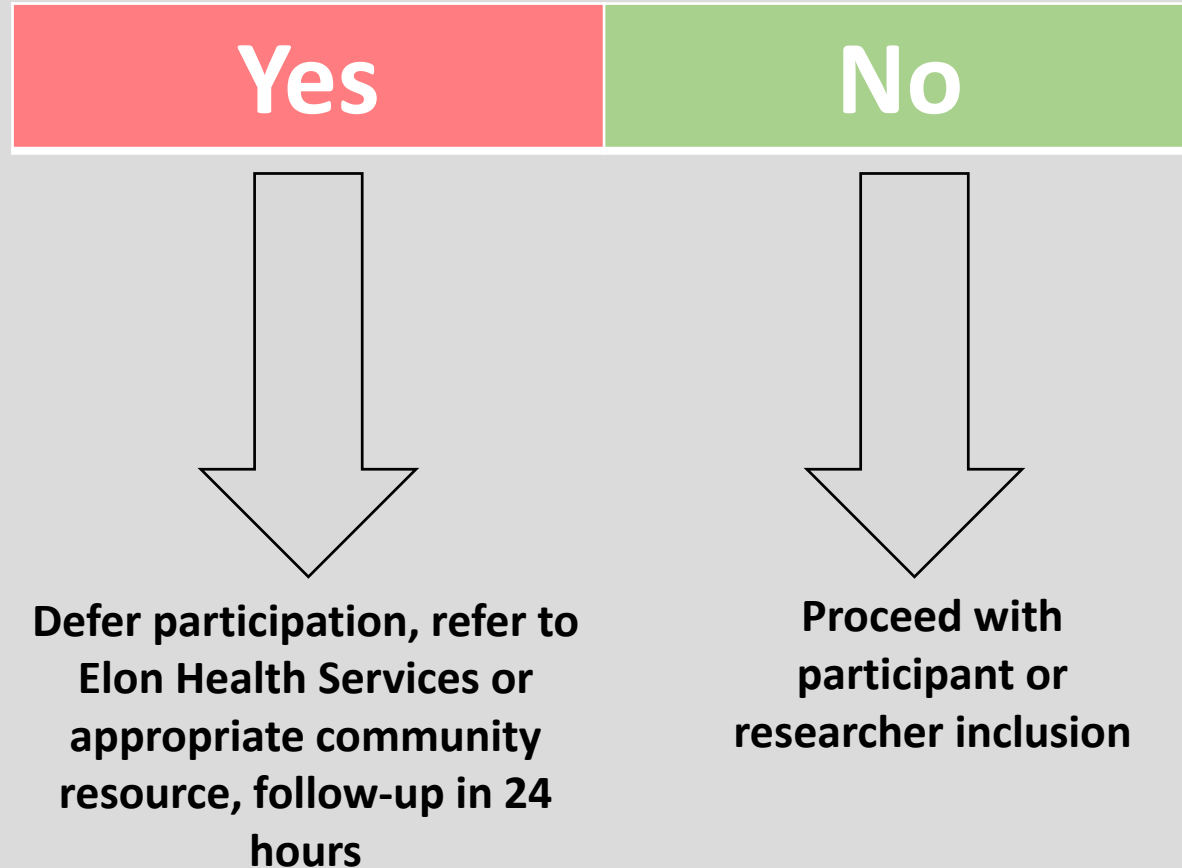 Yes
No
Defer participation, refer to
Elon Health Services or
appropriate community
resource, follow-up in 24
hours
Proceed with
participant or
researcher inclusion